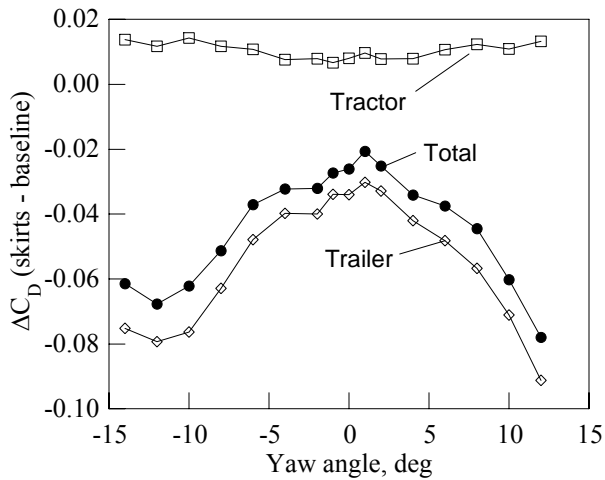 0.02
0.00
-0.02
-0.04
-0.06
-0.08
-0.10
ΔC_D (skirts - baseline)
Tractor
Total
Trailer
-15 -10 -5 0 5 10 15
Yaw angle, deg